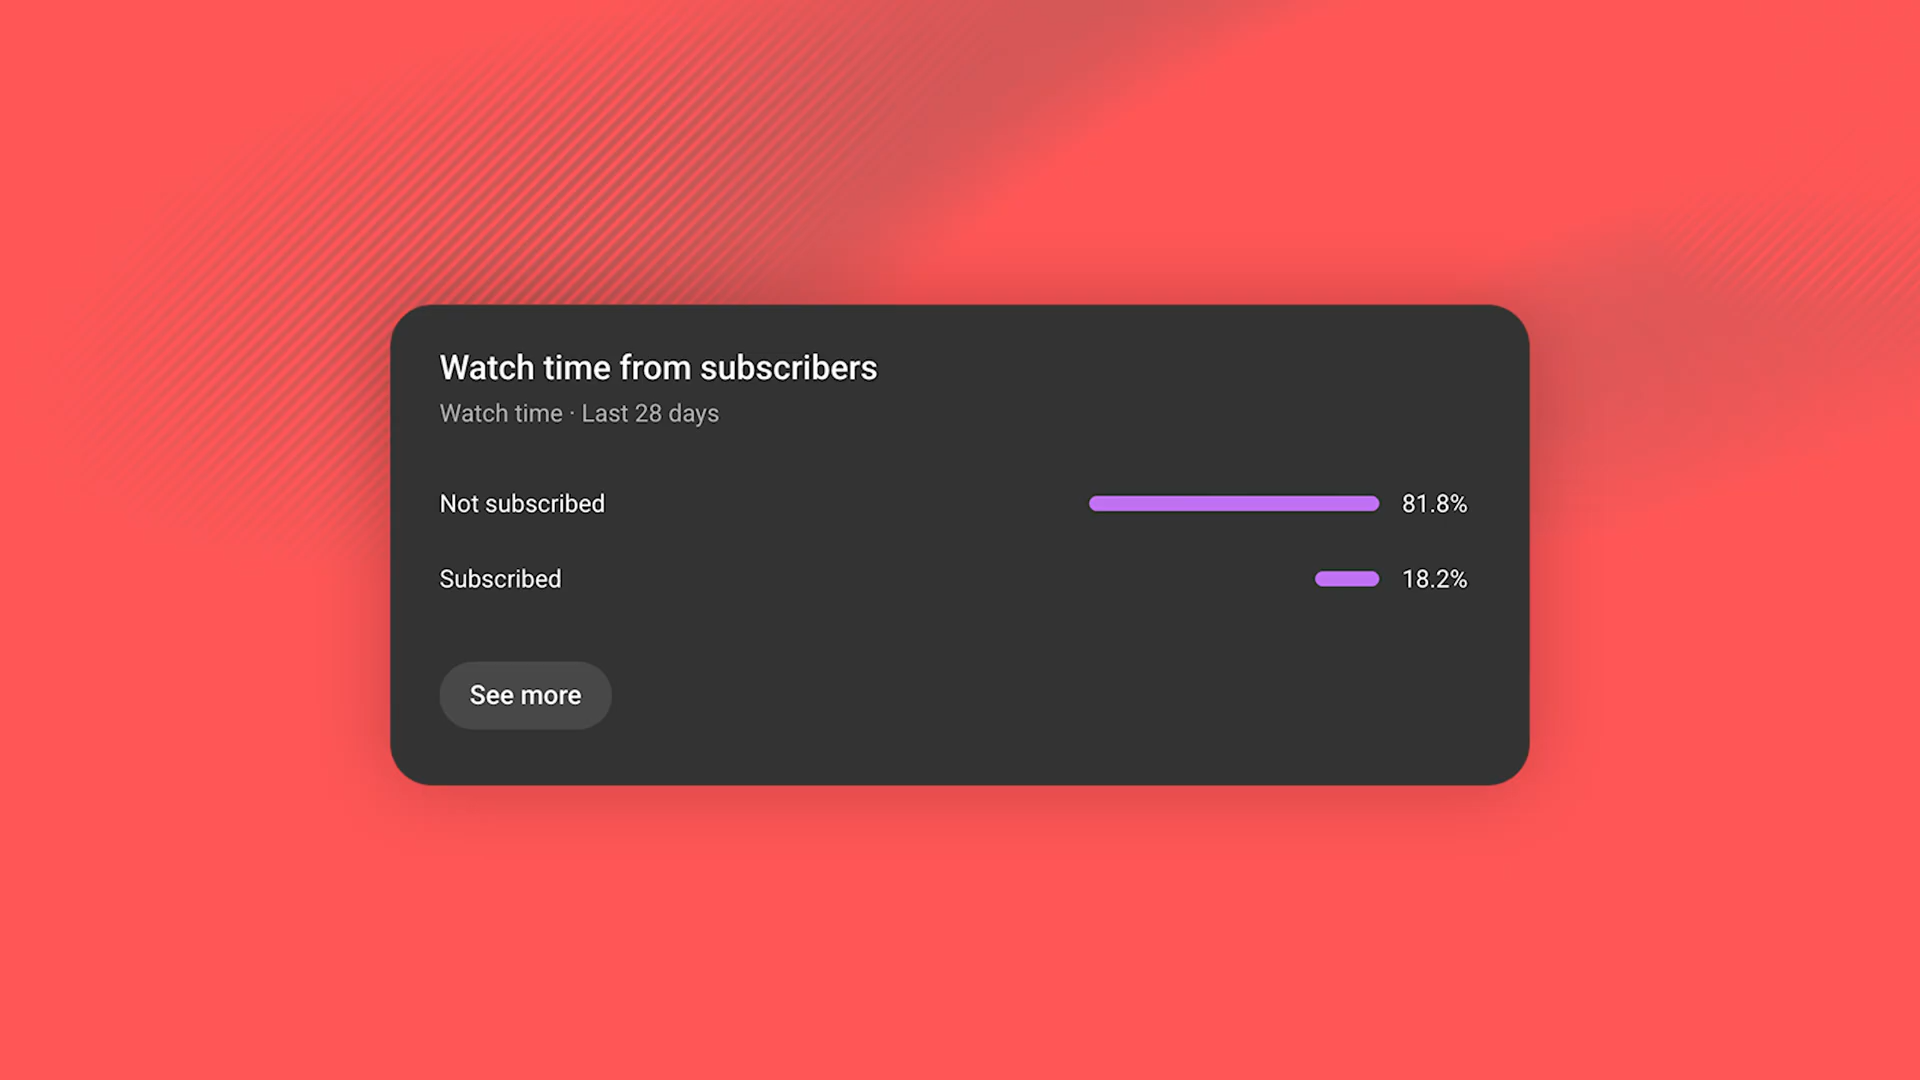 Watch time from subscribers
Watch time · Last 28 days
Not subscribed 81.8%
Subscribed 18.2%
See more